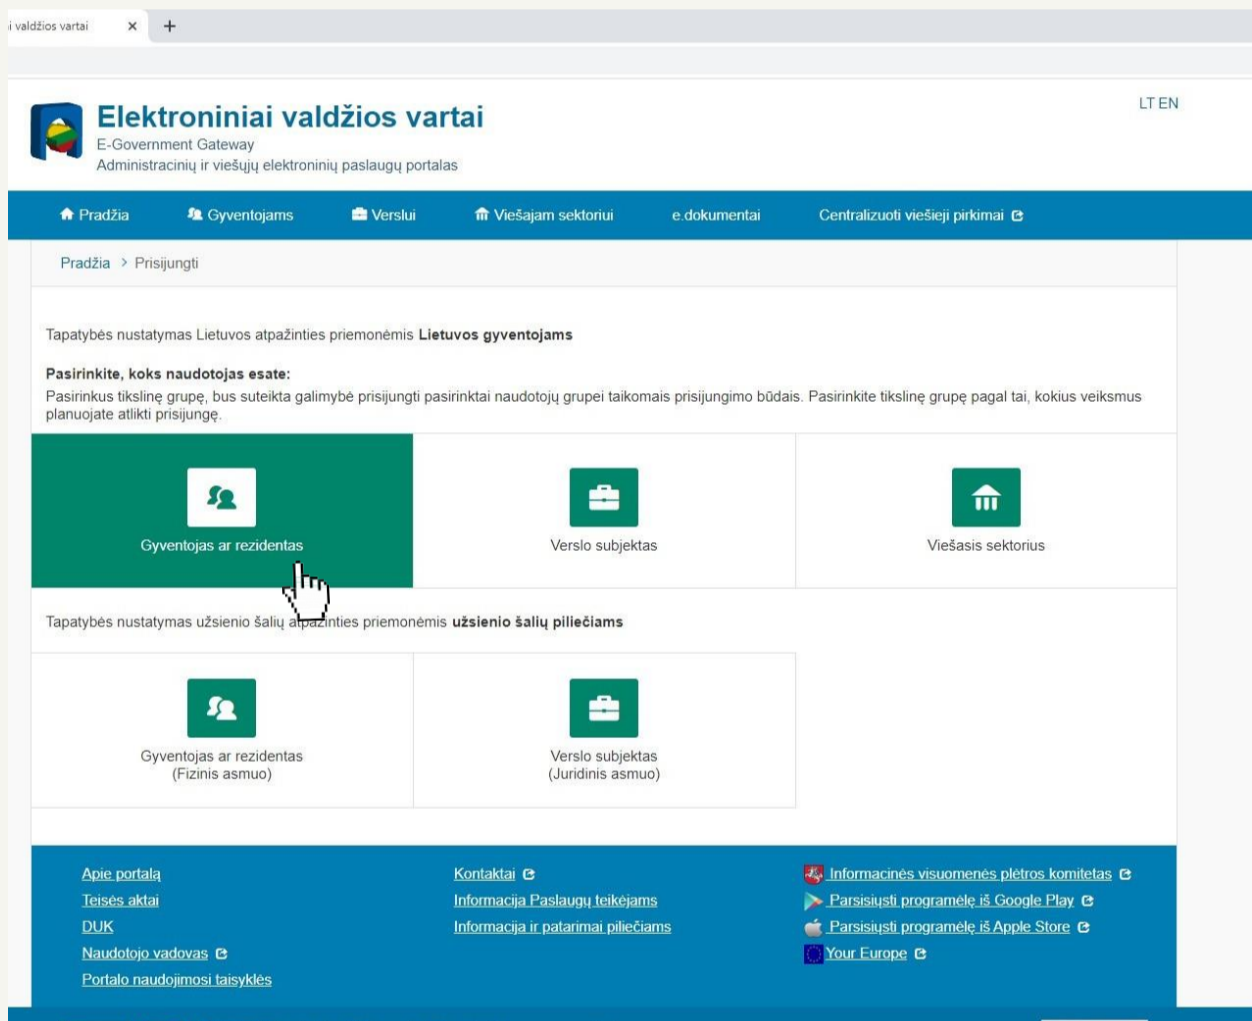 i valdžios vartai
Elektroniniai valdžios vartai
E-Government Gateway
Administracinių ir viešųjų elektroninių paslaugų portalas
LT EN
Pradžia Gyventojams Verslui Viešajam sektoriui e.dokumentai Centralizuoti viešieji pirkimai
Pradžia > Prisijungti
Tapatybės nustatymas Lietuvos atpažinties priemonėmis Lietuvos gyventojams
Pasirinkite, koks naudotojas esate:
Pasirinkus tikslinę grupę, bus suteikta galimybė prisijungti pasirinktai naudotojų grupei taikomais prisijungimo būdais. Pasirinkite tikslinę grupę pagal tai, kokius veiksmus
planuojate atlikti prisijungę.
Gyventojas ar rezidentas
Verslo subjektas
Viešasis sektorius
Tapatybės nustatymas užsienio šalių atpažinties priemonėmis užsienio šalių piliečiams
Gyventojas ar rezidentas
(Fizinis asmuo)
Verslo subjektas
(Juridinis asmuo)
Apie portalą
Teisės aktai
DUK
Naudotojo vadovas
Portalo naudojimosi taisyklės
Kontaktai
Informacija Paslaugų teikėjams
Informacija ir patarimai piliečiams
Informacinės visuomenės plėtros komitetas
Parsisiųsti programėlę iš Google Play
Parsisiųsti programėlę iš Apple Store
Your Europe